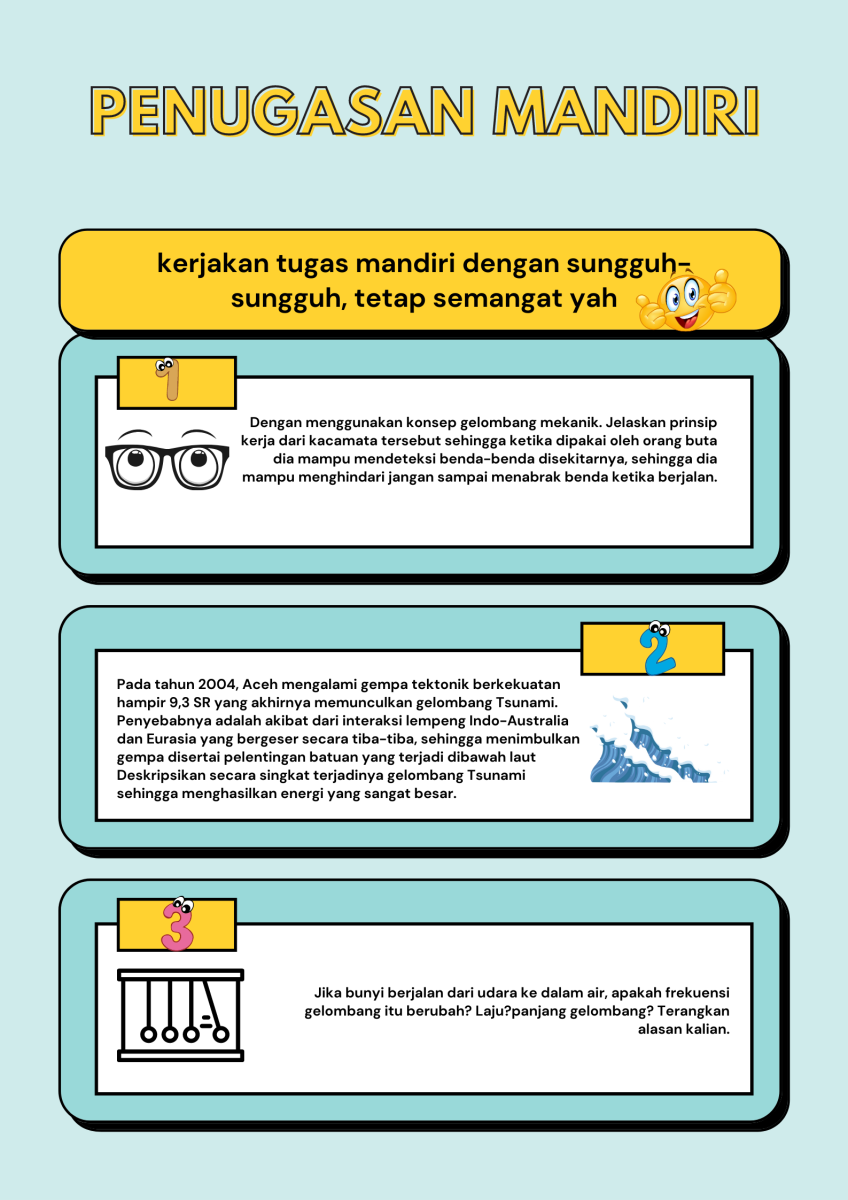 PENUGASAN MANDIRI
kerjakan tugas mandiri dengan sungguh-
sungguh, tetap semangat yah
1
Dengan menggunakan konsep gelombang mekanik. Jelaskan prinsip
kerja dari kacamata tersebut sehingga ketika dipakai oleh orang buta
dia mampu mendeteksi benda-benda disekitarnya, sehingga dia
mampu menghindari jangan sampai menabrak benda ketika berjalan.
2
Pada tahun 2004, Aceh mengalami gempa tektonik berkekuatan
hampir 9,3 SR yang akhirnya memunculkan gelombang Tsunami.
Penyebabnya adalah akibat dari interaksi lempeng Indo-Australia
dan Eurasia yang bergeser secara tiba-tiba, sehingga menimbulkan
gempa disertai pelentingan batuan yang terjadi dibawah laut
Deskripsikan secara singkat terjadinya gelombang Tsunami
sehingga menghasilkan energi yang sangat besar.
3
Jika bunyi berjalan dari udara ke dalam air, apakah frekuensi
gelombang itu berubah? Laju?panjang gelombang? Terangkan
alasan kalian.